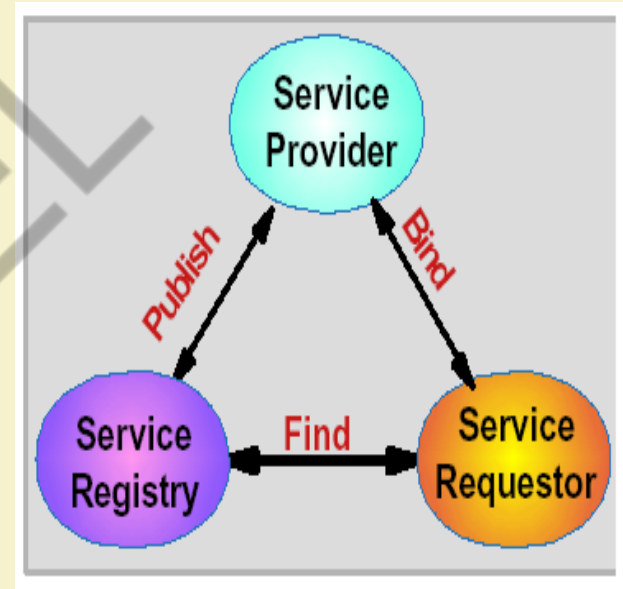 Service
Provider
Publish
Bind
Service
Registry
Find
Service
Requestor